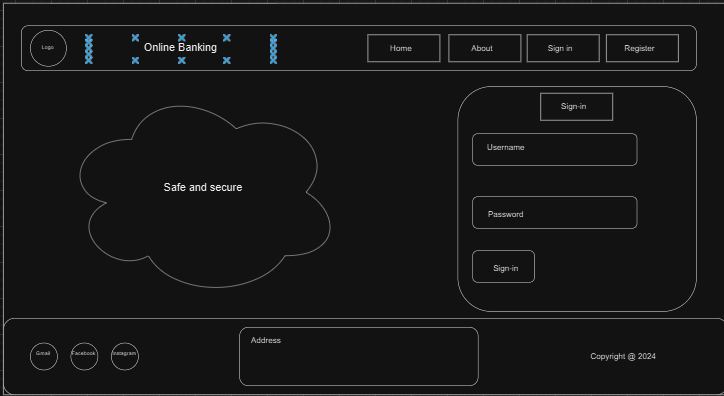 Logo
Online Banking
Home
About
Sign in
Register
Safe and secure
Sign-in
Username
Password
Sign-in
Gmail
Facebook
Instagram
Address
Copyright @ 2024